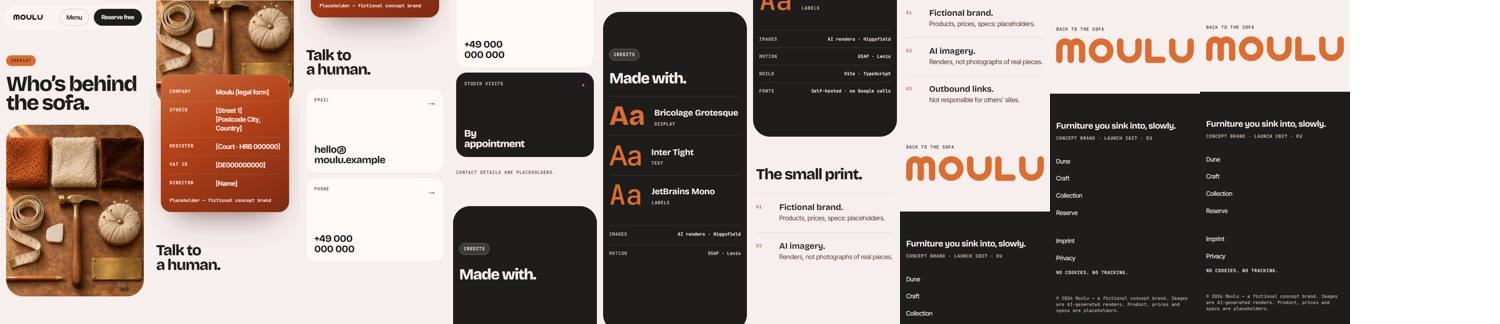 MOULU
Menu
Reserve free
IMPRINT
Who's behind
the sofa.
COMPANY
Moulu [legal form]
STUDIO
[Street 1]
[Postcode City,
Country]
REGISTER
[Court · HRB 000000]
VAT ID
[DE000000000]
DIRECTOR
[Name]
Placeholder — fictional concept brand
Talk to
a human.
Placeholder — fictional concept brand
Talk to
a human.
EMAIL
→
hello@
moulu.example
PHONE
→
+49 000
000 000
+49 000
000 000
STUDIO VISITS
By
appointment
CONTACT DETAILS ARE PLACEHOLDERS.
CREDITS
Made with.
CREDITS
Made with.
Aa
Bricolage Grotesque
DISPLAY
Aa
Inter Tight
TEXT
Aa
JetBrains Mono
LABELS
IMAGES
AI renders · Higgsfield
MOTION
GSAP · Lenis
Aa
LABELS
IMAGES
AI renders · Higgsfield
MOTION
GSAP · Lenis
BUILD
Vite · TypeScript
FONTS
Self-hosted · no Google calls
The small print.
01
Fictional brand.
Products, prices, specs: placeholders.
02
AI imagery.
Renders, not photographs of real pieces.
01
Fictional brand.
Products, prices, specs: placeholders.
02
AI imagery.
Renders, not photographs of real pieces.
03
Outbound links.
Not responsible for others' sites.
BACK TO THE SOFA
MOULU
Furniture you sink into, slowly.
CONCEPT BRAND · LAUNCH 2027 · EU
Dune
Craft
Collection
BACK TO THE SOFA
MOULU
Furniture you sink into, slowly.
CONCEPT BRAND · LAUNCH 2027 · EU
Dune
Craft
Collection
Reserve
Imprint
Privacy
NO COOKIES. NO TRACKING.
© 2026 Moulu — a fictional concept brand. Images
are AI-generated renders. Product, prices and
specs are placeholders.
BACK TO THE SOFA
MOULU
Furniture you sink into, slowly.
CONCEPT BRAND · LAUNCH 2027 · EU
Dune
Craft
Collection
Reserve
Imprint
Privacy
NO COOKIES. NO TRACKING.
© 2026 Moulu — a fictional concept brand. Images
are AI-generated renders. Product, prices and
specs are placeholders.